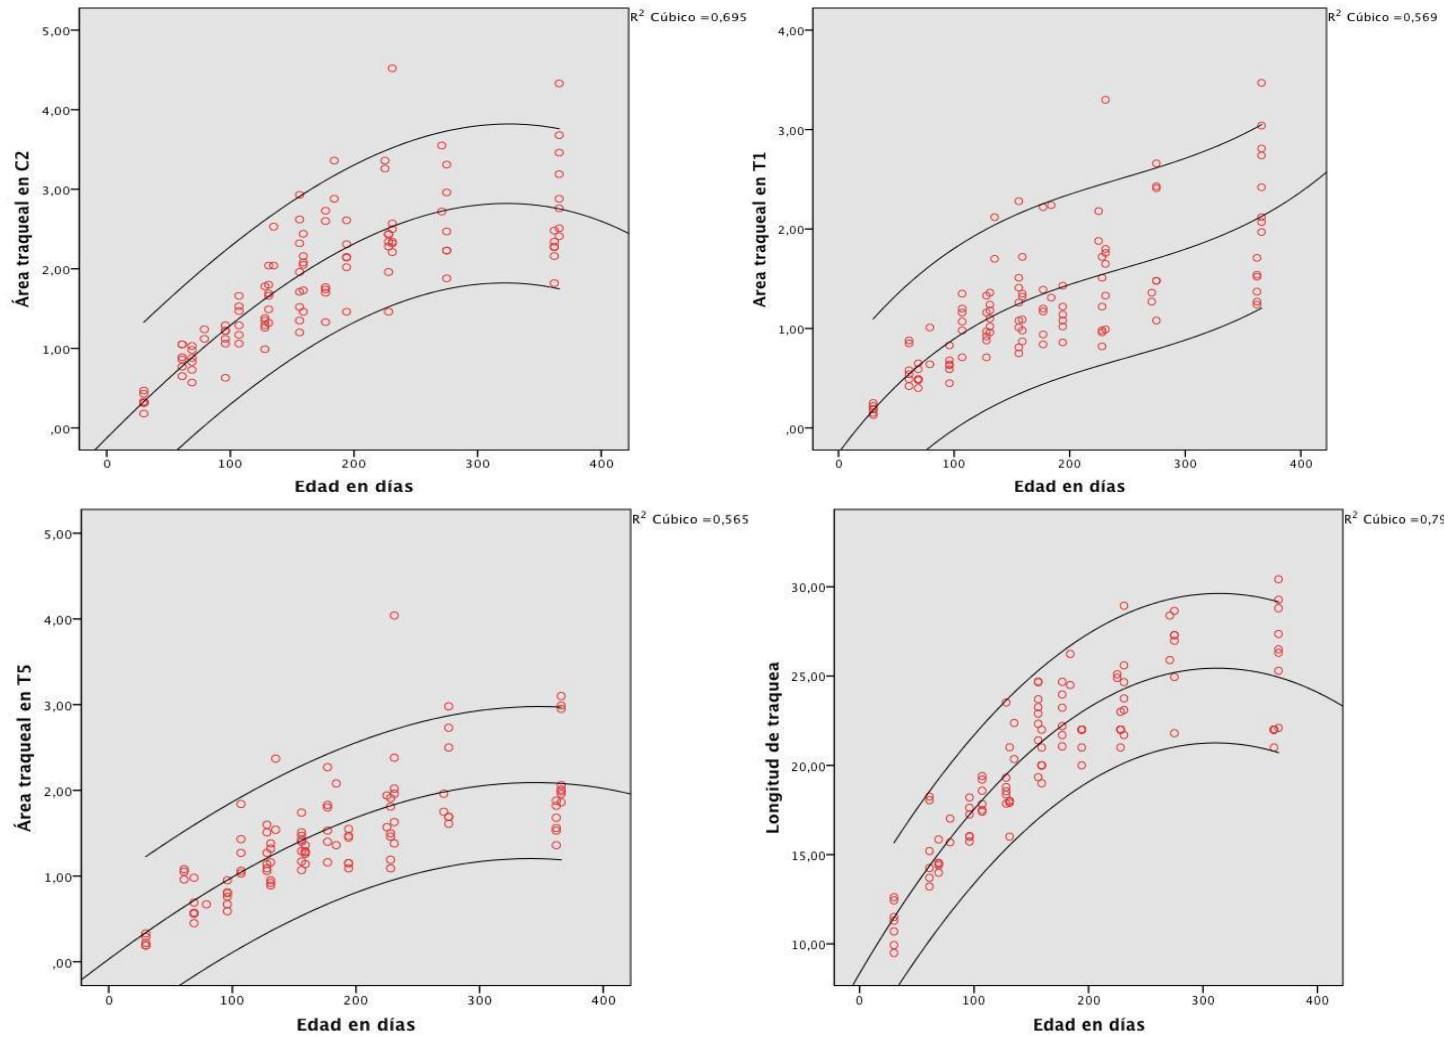 R² Cúbico =0,695
5,00
4,00
3,00
2,00
1,00
,00
Área traqueal en C2
0 100 200 300 400
Edad en días
R² Cúbico =0,569
4,00
3,00
2,00
1,00
,00
Area traqueal en T1
0 100 200 300 400
Edad en días
R² Cúbico =0,565
5,00
4,00
3,00
2,00
1,00
,00
Área traqueal en T5
0 100 200 300 400
Edad en días
R² Cúbico =0,79
30,00
25,00
20,00
15,00
10,00
Longitud de traquea
0 100 200 300 400
Edad en días